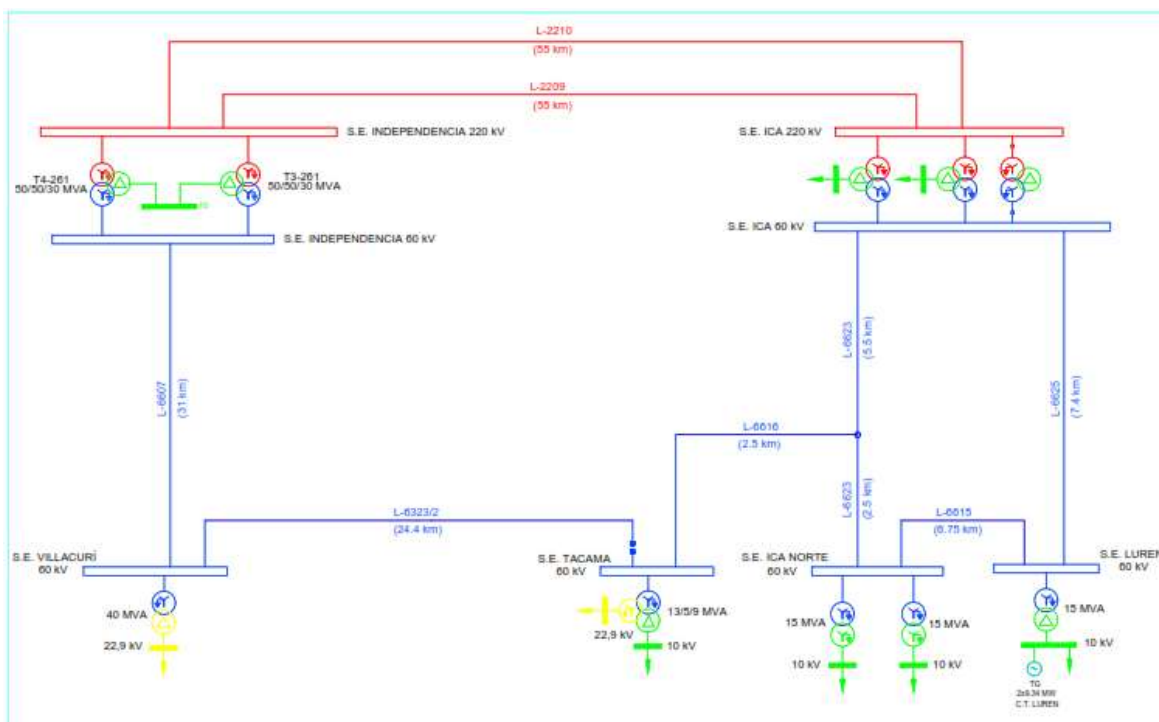 L-2210
(55 km)
L-2209
(55 km)
S.E. INDEPENDENCIA 220 kV
S.E. ICA 220 kV
T4-261
50/50/30 MVA
T3-261
50/50/30 MVA
S.E. INDEPENDENCIA 60 kV
S.E. ICA 60 kV
L-6607
(31 km)
L-6623
(5.5 km)
L-6625
(7.4 km)
L-6616
(2.5 km)
L-6623
(2.5 km)
L-6323/2
(24.4 km)
L-6615
(6.75 km)
S.E. VILLACURÍ
60 kV
S.E. TACAMA
60 kV
S.E. ICA NORTE
60 kV
S.E. LUREN
60 kV
40 MVA
22,9 kV
13/5/9 MVA
22,9 kV
10 kV
15 MVA
10 kV
15 MVA
10 kV
15 MVA
10 kV
TG
2x9.34 MW
C.T. LUREN